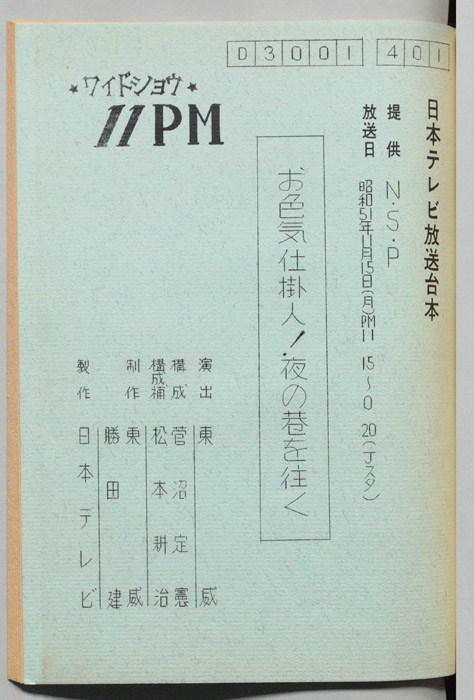 D3001 401
日本テレビ放送台本
提供 N・S・P
放送日 昭和51年11月15日(月)PM11 15~0 20(Jスタ)
★ワイドショウ★
11PM
お色気仕掛人!夜の巷を往く
演出 東 威
構成 菅沼定憲
構成補 松本耕治
制作 東 威
勝田 建
製作 日本テレビ